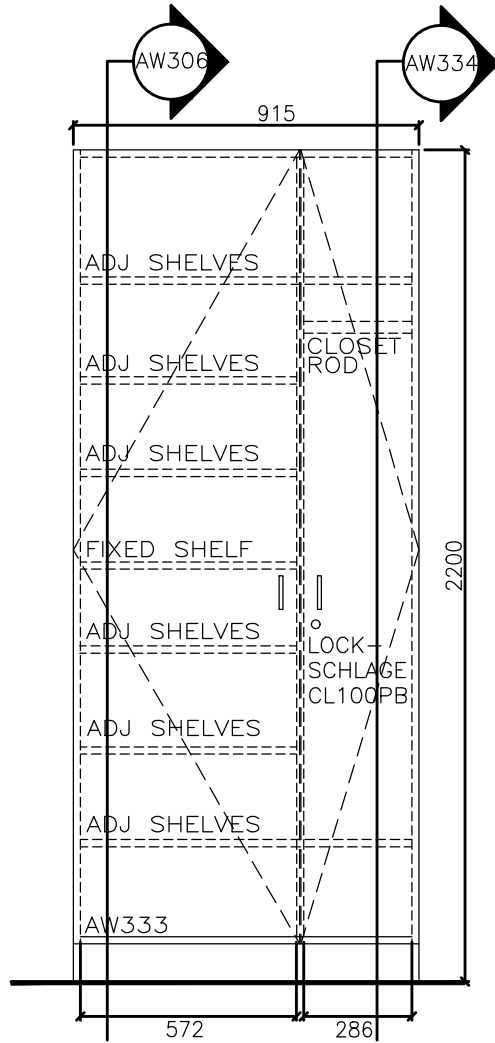 AW306
AW334
915
ADJ SHELVES
CLOSET
ROD
ADJ SHELVES
ADJ SHELVES
FIXED SHELF
2200
ADJ SHELVES
LOCK-
SCHLAGE
CL100PB
ADJ SHELVES
ADJ SHELVES
AW333
572
286